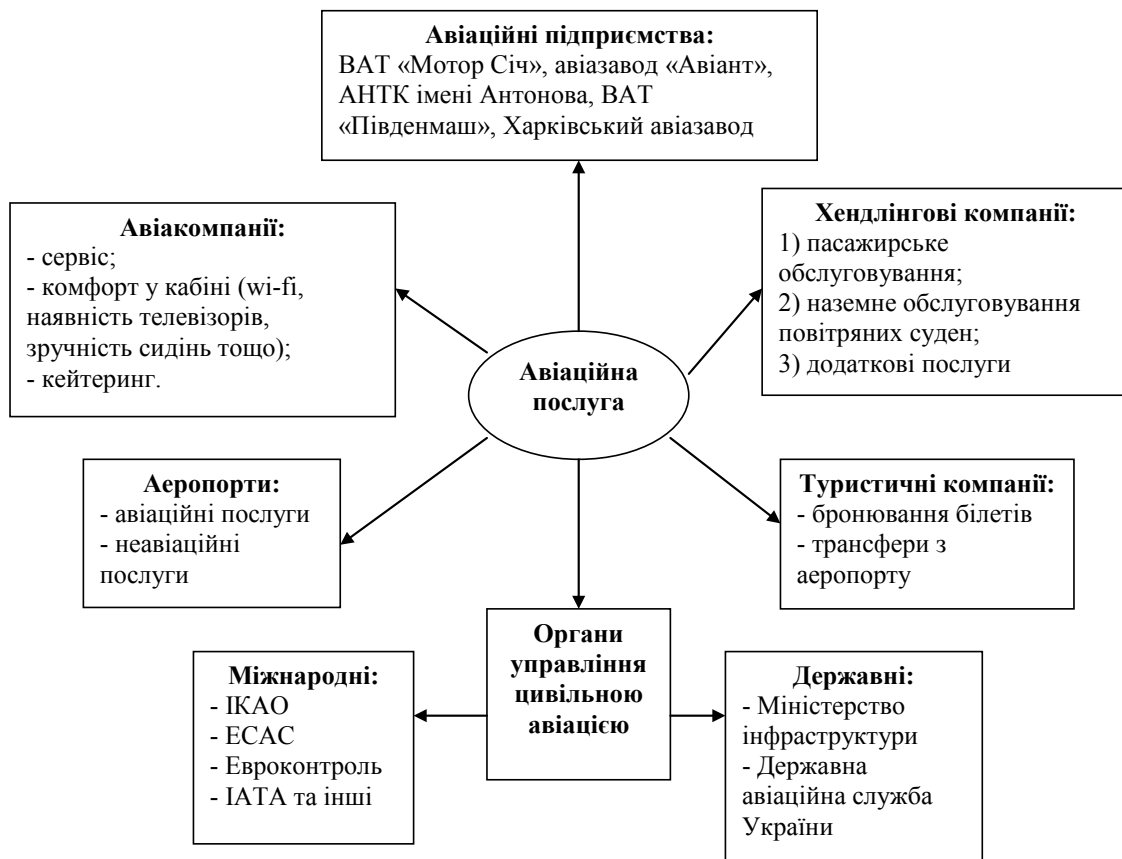 Авіаційні підприємства:
ВАТ «Мотор Січ», авіазавод «Авіант»,
АНТК імені Антонова, ВАТ
«Південмаш», Харківський авіазавод
Авіакомпанії:
- сервіс;
- комфорт у кабіні (wi-fi,
наявність телевізорів,
зручність сидінь тощо);
- кейтеринг.
Хендлінгові компанії:
1) пасажирське
обслуговування;
2) наземне обслуговування
повітряних суден;
3) додаткові послуги
Авіаційна
послуга
Аеропорти:
- авіаційні послуги
- неавіаційні
послуги
Туристичні компанії:
- бронювання білетів
- трансфери з
аеропорту
Органи
управління
цивільною
авіацією
Міжнародні:
- ІКАО
- ЕСАС
- Евроконтроль
- ІАТА та інші
Державні:
- Міністерство
інфраструктури
- Державна
авіаційна служба
України